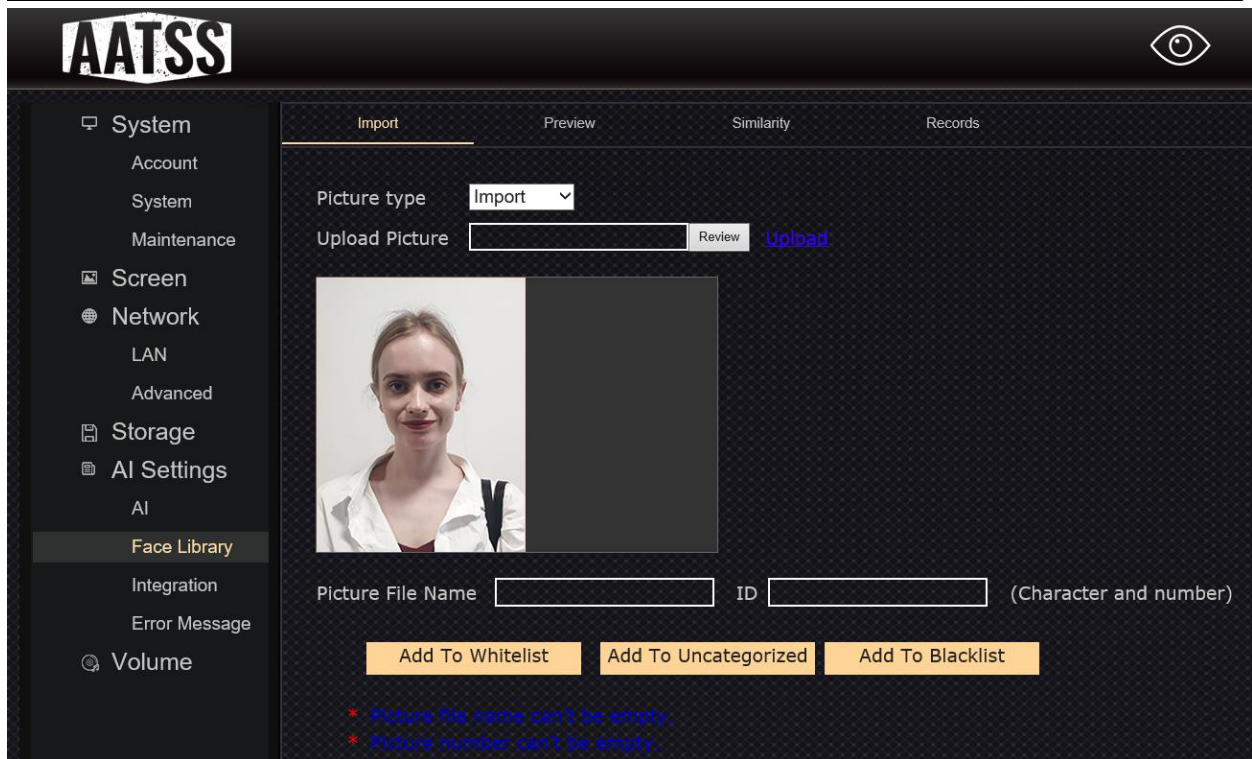 AATSS
System
Account
System
Maintenance
Screen
Network
LAN
Advanced
Storage
AI Settings
AI
Face Library
Integration
Error Message
Volume
Import Preview Similarity Records
Picture type Import
Upload Picture Review Upload
Picture File Name ID (Character and number)
Add To Whitelist Add To Uncategorized Add To Blacklist
* Picture file name can't be empty.
* Picture number can't be empty.